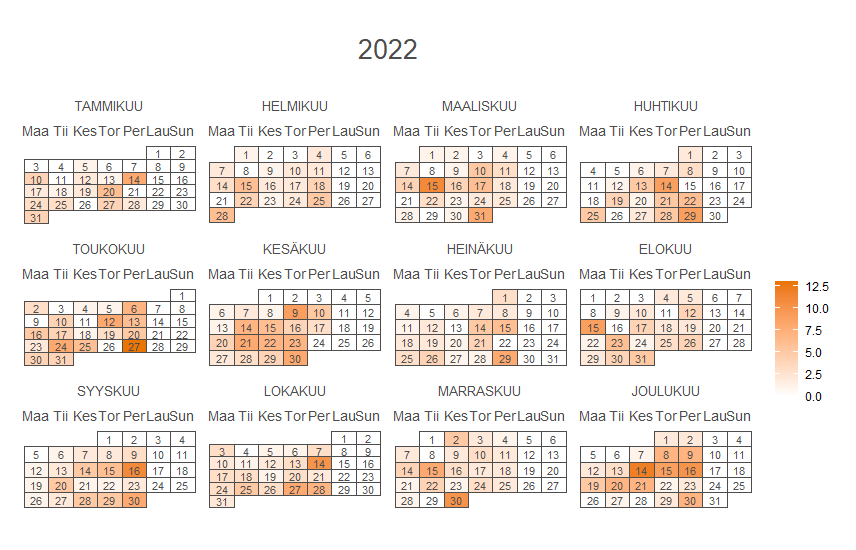 2022
TAMMIKUU
Maa Tii Kes Tor Per Lau Sun
1 2
3 4 5 6 7 8 9
10 11 12 13 14 15 16
17 18 19 20 21 22 23
24 25 26 27 28 29 30
31
HELMIKUU
Maa Tii Kes Tor Per Lau Sun
1 2 3 4 5 6
7 8 9 10 11 12 13
14 15 16 17 18 19 20
21 22 23 24 25 26 27
28
MAALISKUU
Maa Tii Kes Tor Per Lau Sun
1 2 3 4 5 6
7 8 9 10 11 12 13
14 15 16 17 18 19 20
21 22 23 24 25 26 27
28 29 30 31
HUHTIKUU
Maa Tii Kes Tor Per Lau Sun
1 2 3
4 5 6 7 8 9 10
11 12 13 14 15 16 17
18 19 20 21 22 23 24
25 26 27 28 29 30
TOUKOKUU
Maa Tii Kes Tor Per Lau Sun
1
2 3 4 5 6 7 8
9 10 11 12 13 14 15
16 17 18 19 20 21 22
23 24 25 26 27 28 29
30 31
KESÄKUU
Maa Tii Kes Tor Per Lau Sun
1 2 3 4 5
6 7 8 9 10 11 12
13 14 15 16 17 18 19
20 21 22 23 24 25 26
27 28 29 30
HEINÄKUU
Maa Tii Kes Tor Per Lau Sun
1 2 3
4 5 6 7 8 9 10
11 12 13 14 15 16 17
18 19 20 21 22 23 24
25 26 27 28 29 30 31
ELOKUU
Maa Tii Kes Tor Per Lau Sun
1 2 3 4 5 6 7
8 9 10 11 12 13 14
15 16 17 18 19 20 21
22 23 24 25 26 27 28
29 30 31
SYYSKUU
Maa Tii Kes Tor Per Lau Sun
1 2 3 4
5 6 7 8 9 10 11
12 13 14 15 16 17 18
19 20 21 22 23 24 25
26 27 28 29 30
LOKAKUU
Maa Tii Kes Tor Per Lau Sun
1 2
3 4 5 6 7 8 9
10 11 12 13 14 15 16
17 18 19 20 21 22 23
24 25 26 27 28 29 30
31
MARRASKUU
Maa Tii Kes Tor Per Lau Sun
1 2 3 4 5 6
7 8 9 10 11 12 13
14 15 16 17 18 19 20
21 22 23 24 25 26 27
28 29 30
JOULUKUU
Maa Tii Kes Tor Per Lau Sun
1 2 3 4
5 6 7 8 9 10 11
12 13 14 15 16 17 18
19 20 21 22 23 24 25
26 27 28 29 30 31
12.5
10.0
7.5
5.0
2.5
0.0